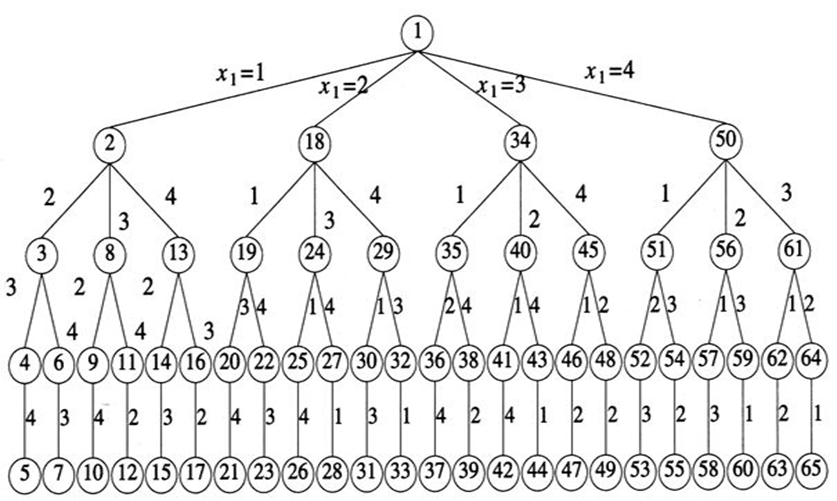 1
x₁=1 x₁=2 x₁=3 x₁=4
2 18 34 50
2 3 4 1 3 4 1 2 4 1 2 3
3 8 13 19 24 29 35 40 45 51 56 61
3 4 2 4 2 3 3 4 1 4 1 3 2 4 1 4 1 2 2 3 1 3 1 2
4 6 9 11 14 16 20 22 25 27 30 32 36 38 41 43 46 48 52 54 57 59 62 64
4 3 4 2 3 2 4 3 4 1 3 1 4 2 4 1 2 2 3 2 3 1 2 1
5 7 10 12 15 17 21 23 26 28 31 33 37 39 42 44 47 49 53 55 58 60 63 65